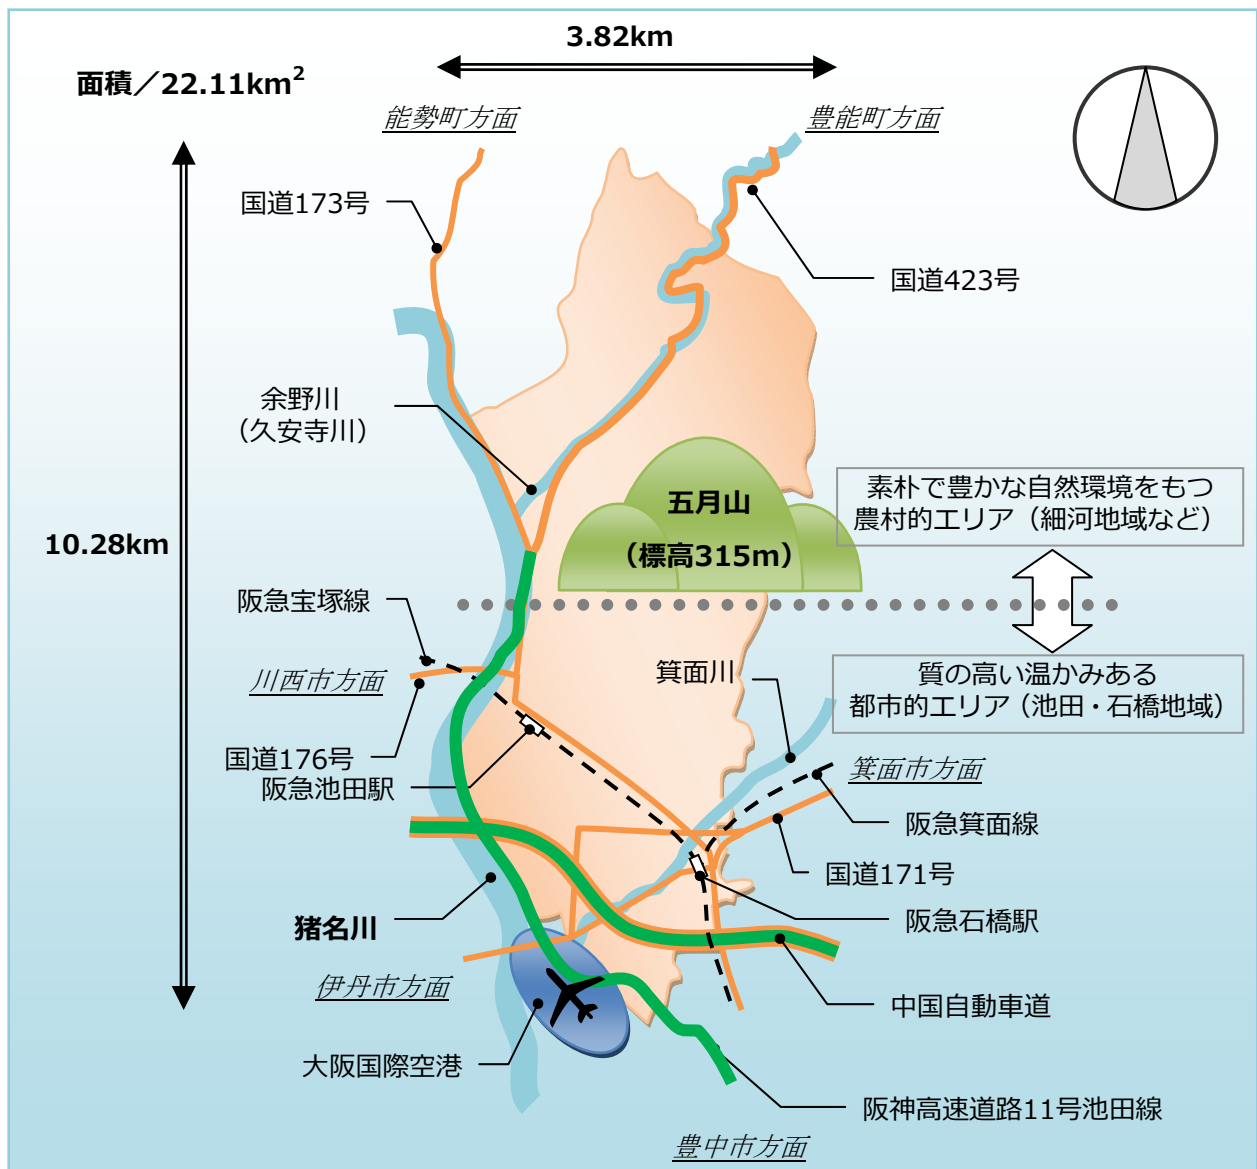 3.82km
面積／22.11km²
能勢町方面
豊能町方面
国道173号
国道423号
余野川
（久安寺川）
五月山
（標高315m）
素朴で豊かな自然環境をもつ
農村的エリア（細河地域など）
10.28km
阪急宝塚線
川西市方面
箕面川
質の高い温かみある
都市的エリア（池田・石橋地域）
国道176号
阪急池田駅
箕面市方面
阪急箕面線
国道171号
猪名川
阪急石橋駅
伊丹市方面
中国自動車道
大阪国際空港
阪神高速道路11号池田線
豊中市方面